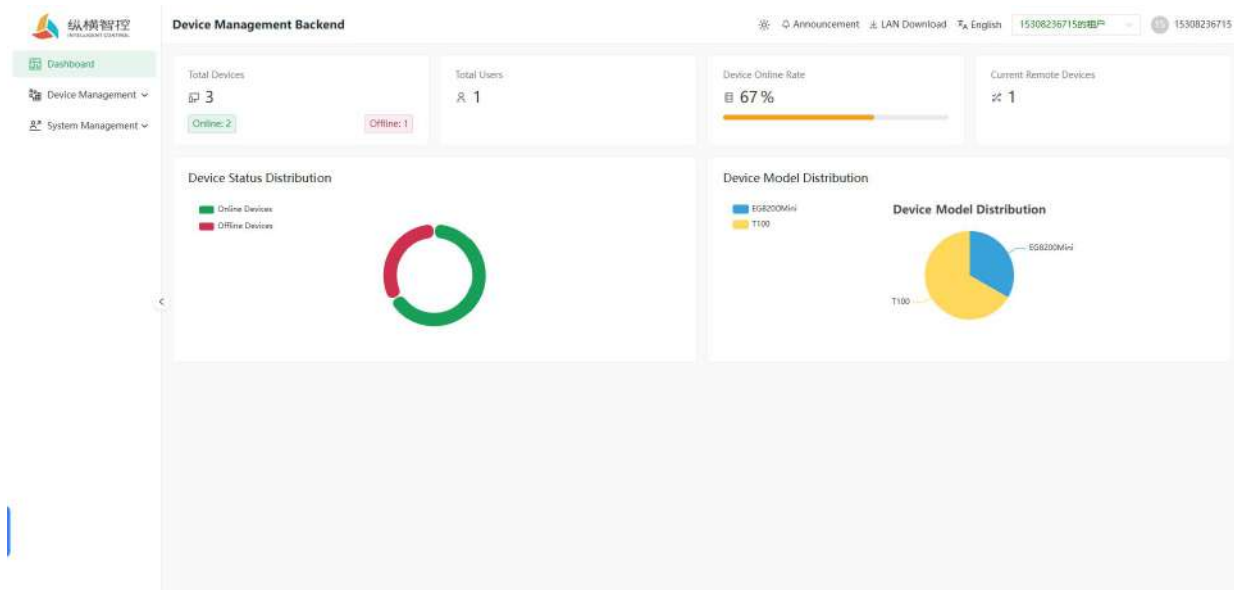 纵横智控
INTELLIGENT CONTROL
Device Management Backend
Announcement
LAN Download
English
15308236715的租户
15
15308236715
Dashboard
Device Management
System Management
Total Devices
3
Online: 2
Offline: 1
Total Users
1
Device Online Rate
67 %
Current Remote Devices
1
Device Status Distribution
Online Devices
Offline Devices
Device Model Distribution
EG8200Mini
T100
Device Model Distribution
EG8200Mini
T100